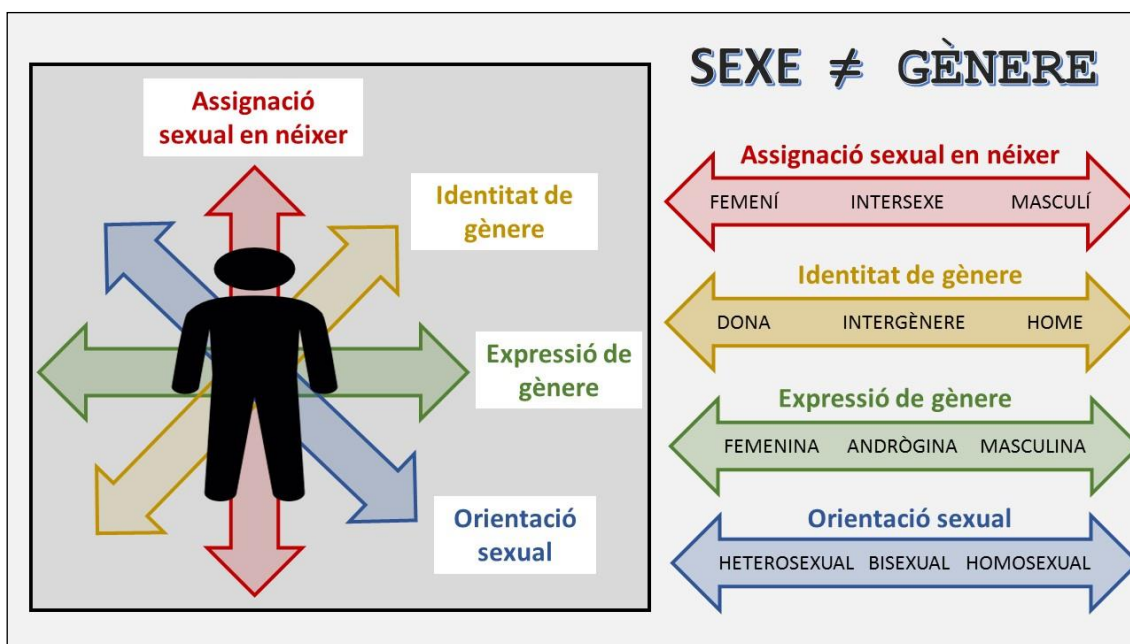 Assignació
sexual en néixer
Identitat de
gènere
Expressió de
gènere
Orientació
sexual
SEXE ≠ GÈNERE
Assignació sexual en néixer
FEMENÍ INTERSEXE MASCULÍ
Identitat de gènere
DONA INTERGÈNERE HOME
Expressió de gènere
FEMENINA ANDRÒGINA MASCULINA
Orientació sexual
HETEROSEXUAL BISEXUAL HOMOSEXUAL